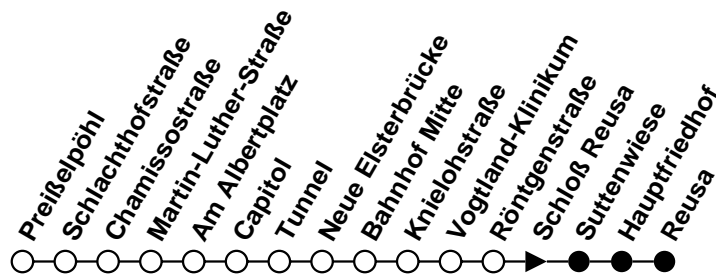 Preißelpöhl
Schlachthofstraße
Chamissostraße
Martin-Luther-Straße
Am Albertplatz
Capitol
Tunnel
Neue Elsterbrücke
Bahnhof Mitte
Knielohstraße
Vogtland-Klinikum
Röntgenstraße
Schloß Reusa
Suttenwiese
Hauptfriedhof
Reusa